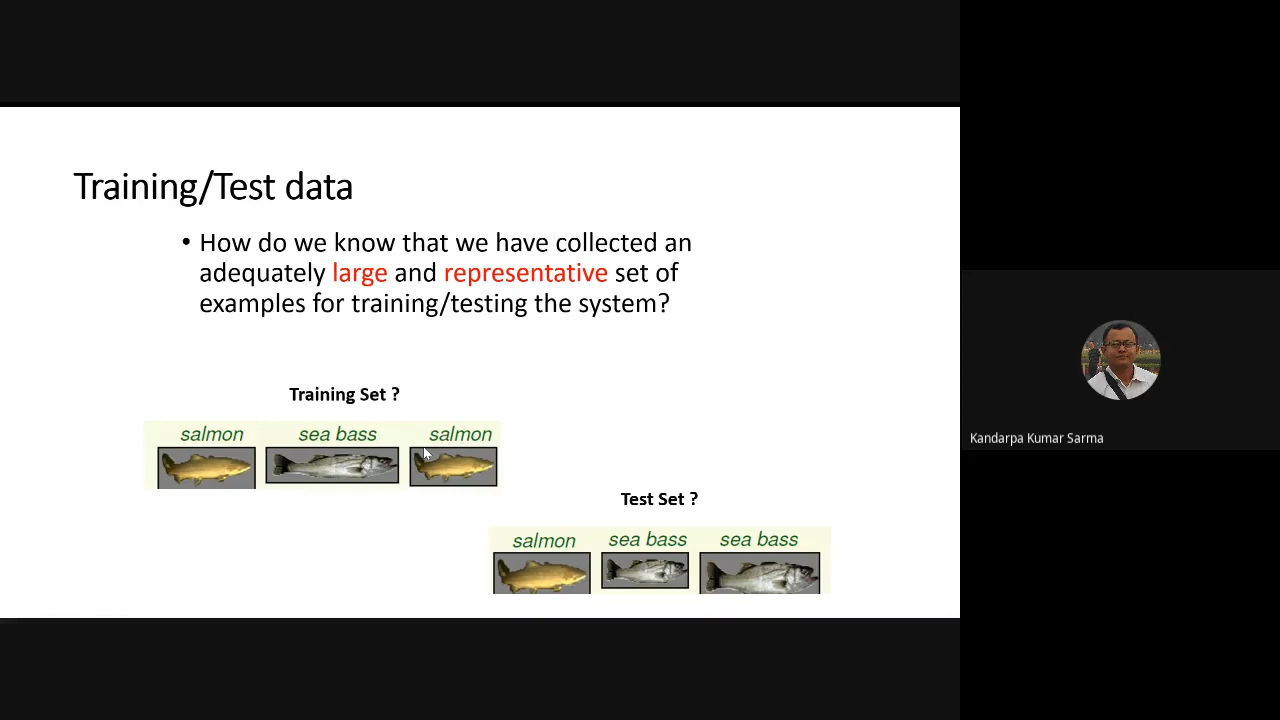 Training/Test data
• How do we know that we have collected an
adequately large and representative set of
examples for training/testing the system?
Training Set ?
salmon sea bass salmon
Test Set ?
salmon sea bass sea bass
Kandarpa Kumar Sarma